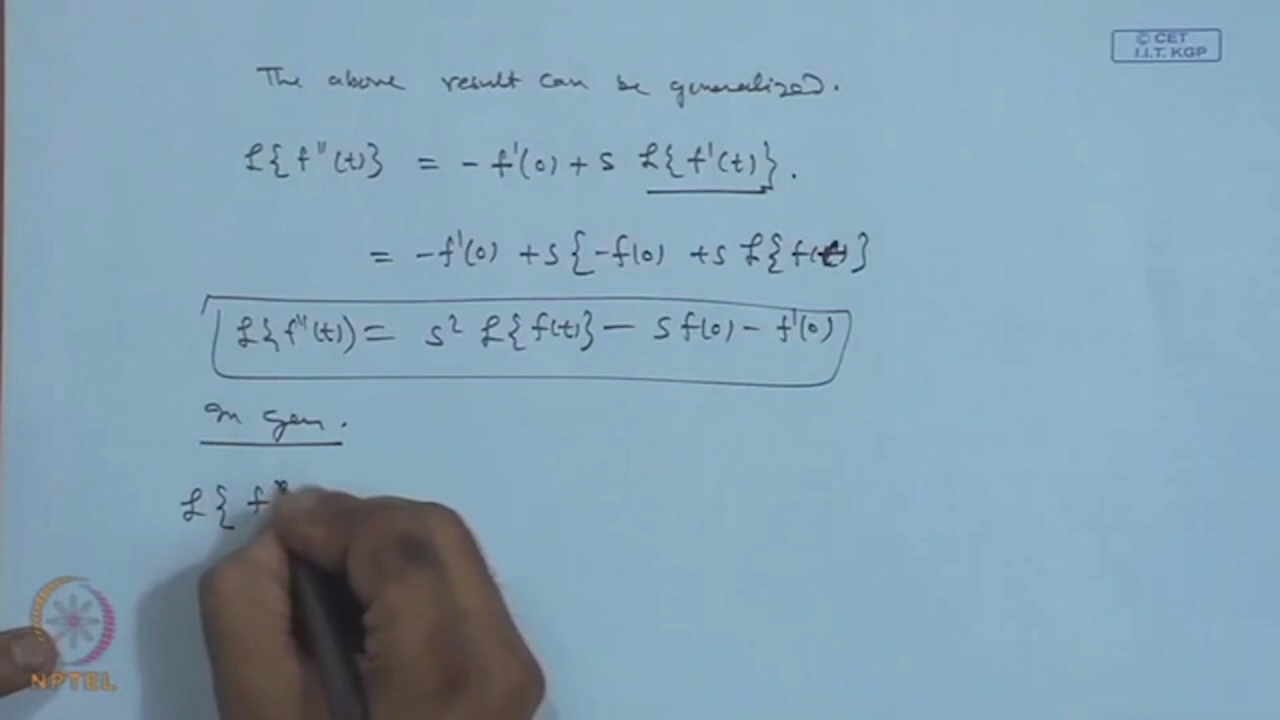 © CET
I.I.T. KGP
The above result can be generalized.
£{f''(t)} = -f'(0) + s £{f'(t)}.
= -f'(0) + s{-f(0) + s £{f(t)}
£{f''(t)) = s² £{f(t)} - s f(0) - f'(0)
In gen.
£{ f
NPTEL